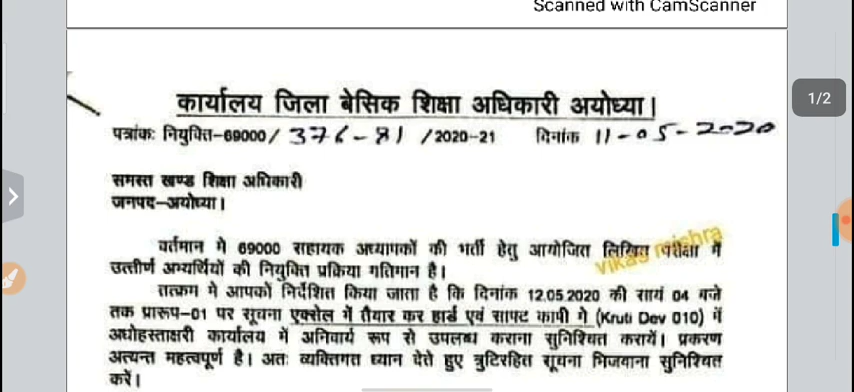 Scanned with CamScanner
1/2
कार्यालय जिला बेसिक शिक्षा अधिकारी अयोध्या।
पत्रांकः नियुक्ति-69000/ 376-81 /2020-21 दिनांक 11-05-2020
समस्त खण्ड शिक्षा अधिकारी
जनपद-अयोध्या।
वर्तमान मे 69000 सहायक अध्यापकों की भर्ती हेतु आयोजित लिखित परीक्षा में
vikas mishra
उत्तीर्ण अभ्यर्थियों की नियुक्ति प्रक्रिया गतिमान है।
तत्क्रम मे आपको निर्देशित किया जाता है कि दिनांक 12.05.2020 की सायं 04 बजे
तक प्रारूप-01 पर सूचना एक्सेल में तैयार कर हार्ड एवं साफ्ट कापी मे (Kruti Dev 010) में
अधोहस्ताक्षरी कार्यालय में अनिवार्य रूप से उपलब्ध कराना सुनिश्चित करायें। प्रकरण
अत्यन्त महत्वपूर्ण है। अतः व्यक्तिगत ध्यान देते हुए त्रुटिरहित सूचना भिजवाना सुनिश्चित
करें।